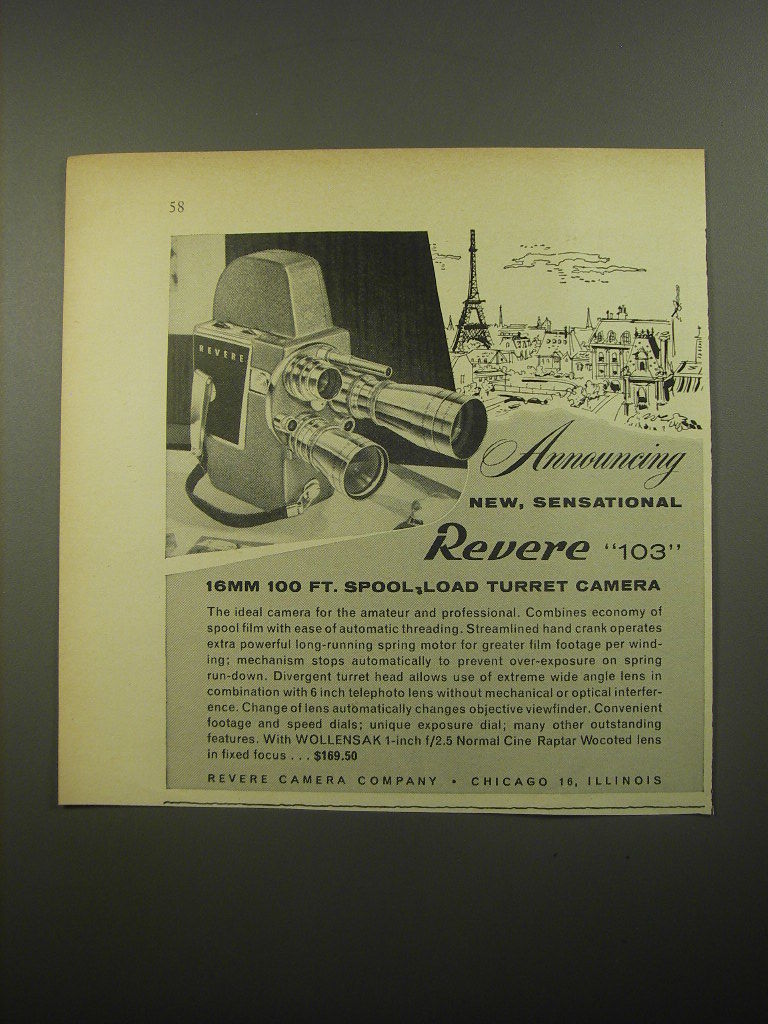 58
REVERE
Announcing
NEW, SENSATIONAL
Revere "103"
16MM 100 FT. SPOOL-LOAD TURRET CAMERA
The ideal camera for the amateur and professional. Combines economy of
spool film with ease of automatic threading. Streamlined hand crank operates
extra powerful long-running spring motor for greater film footage per wind-
ing; mechanism stops automatically to prevent over-exposure on spring
run-down. Divergent turret head allows use of extreme wide angle lens in
combination with 6 inch telephoto lens without mechanical or optical interfer-
ence. Change of lens automatically changes objective viewfinder. Convenient
footage and speed dials; unique exposure dial; many other outstanding
features. With WOLLENSAK 1-inch f/2.5 Normal Cine Raptar Wocoted lens
in fixed focus . . . $169.50
REVERE CAMERA COMPANY • CHICAGO 16, ILLINOIS